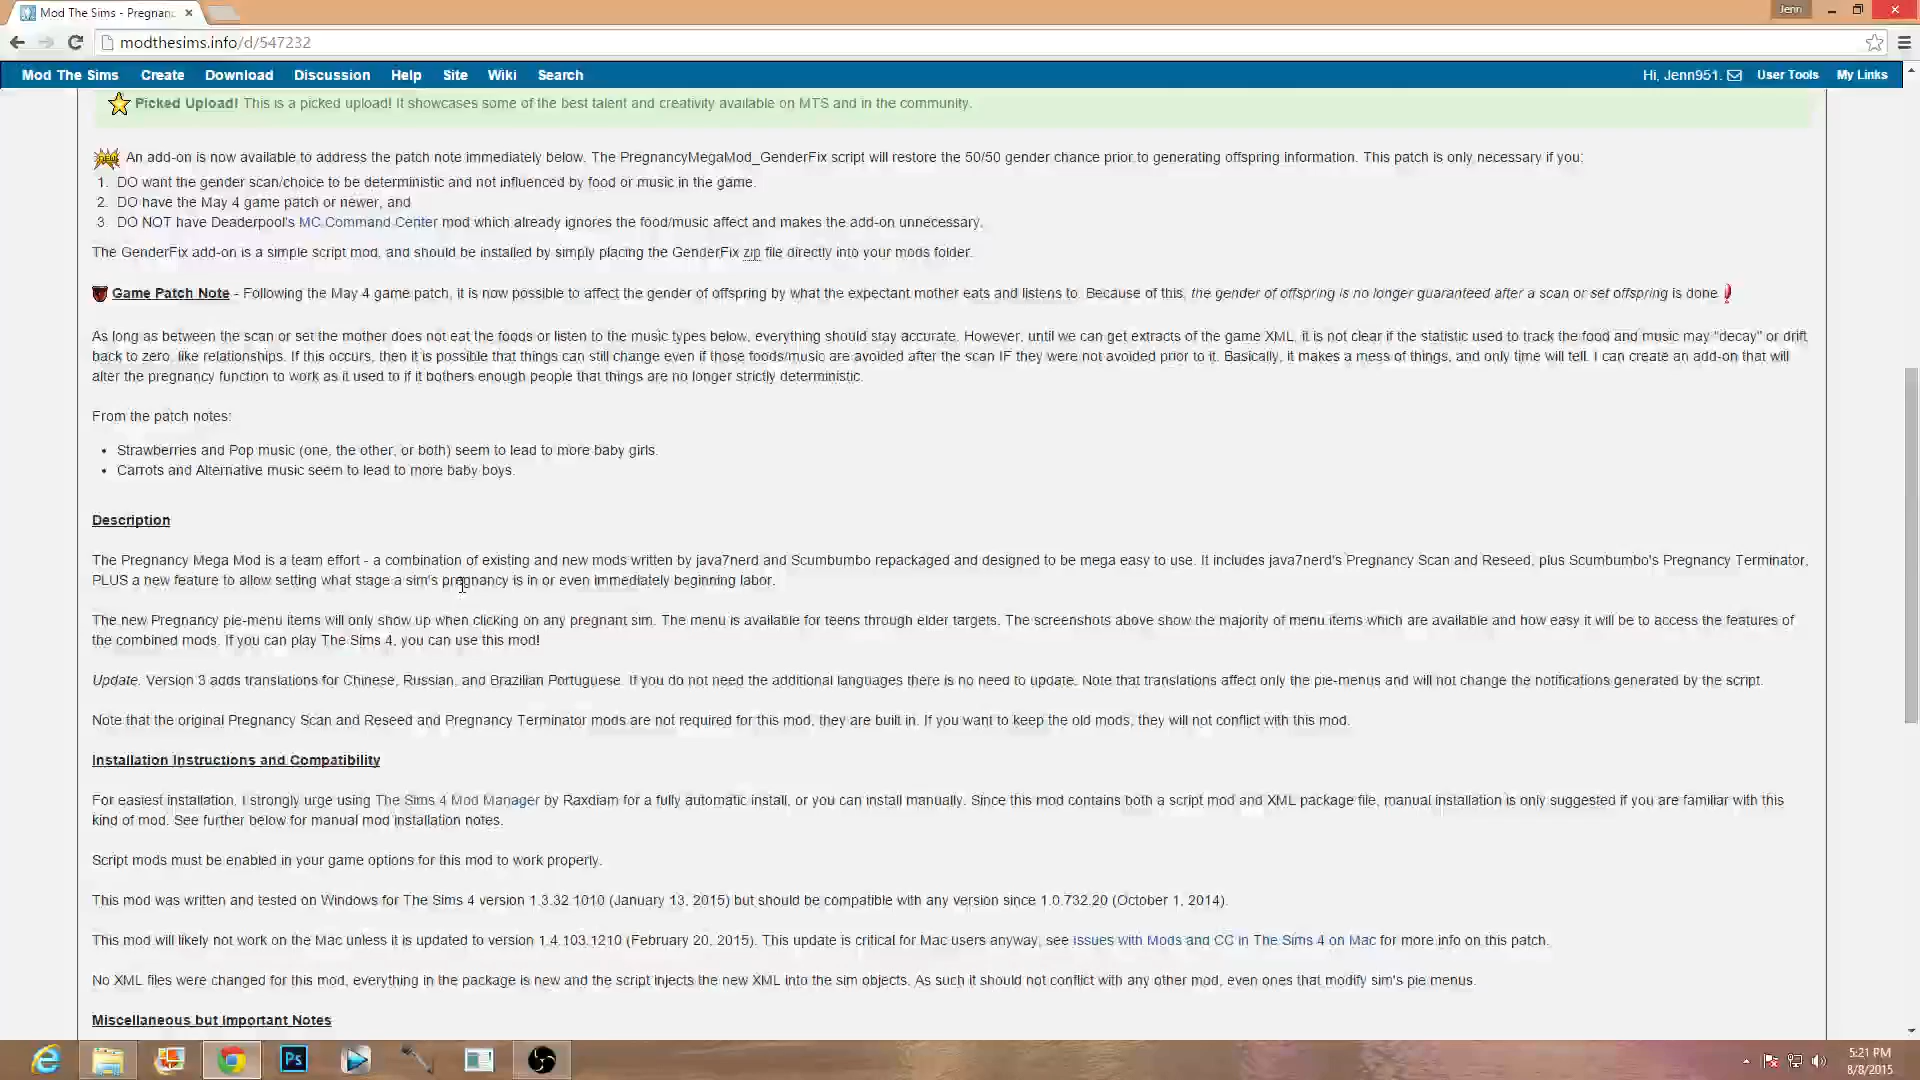 Mod The Sims - Pregnanc
Jenn
modthesims.info/d/547232
Mod The Sims Create Download Discussion Help Site Wiki Search Hi, Jenn951. User Tools My Links
Picked Upload! This is a picked upload! It showcases some of the best talent and creativity available on MTS and in the community.
An add-on is now available to address the patch note immediately below. The PregnancyMegaMod_GenderFix script will restore the 50/50 gender chance prior to generating offspring information. This patch is only necessary if you:
1. DO want the gender scan/choice to be deterministic and not influenced by food or music in the game.
2. DO have the May 4 game patch or newer, and
3. DO NOT have Deaderpool's MC Command Center mod which already ignores the food/music affect and makes the add-on unnecessary.
The GenderFix add-on is a simple script mod, and should be installed by simply placing the GenderFix zip file directly into your mods folder.
Game Patch Note - Following the May 4 game patch, it is now possible to affect the gender of offspring by what the expectant mother eats and listens to. Because of this, the gender of offspring is no longer guaranteed after a scan or set offspring is done
As long as between the scan or set the mother does not eat the foods or listen to the music types below, everything should stay accurate. However, until we can get extracts of the game XML, it is not clear if the statistic used to track the food and music may "decay" or drift
back to zero, like relationships. If this occurs, then it is possible that things can still change even if those foods/music are avoided after the scan IF they were not avoided prior to it. Basically, it makes a mess of things, and only time will tell. I can create an add-on that will
alter the pregnancy function to work as it used to if it bothers enough people that things are no longer strictly deterministic.
From the patch notes:
• Strawberries and Pop music (one, the other, or both) seem to lead to more baby girls.
• Carrots and Alternative music seem to lead to more baby boys.
Description
The Pregnancy Mega Mod is a team effort - a combination of existing and new mods written by java7nerd and Scumbumbo repackaged and designed to be mega easy to use. It includes java7nerd's Pregnancy Scan and Reseed, plus Scumbumbo's Pregnancy Terminator,
PLUS a new feature to allow setting what stage a sim's pregnancy is in or even immediately beginning labor.
The new Pregnancy pie-menu items will only show up when clicking on any pregnant sim. The menu is available for teens through elder targets. The screenshots above show the majority of menu items which are available and how easy it will be to access the features of
the combined mods. If you can play The Sims 4, you can use this mod!
Update: Version 3 adds translations for Chinese, Russian, and Brazilian Portuguese. If you do not need the additional languages there is no need to update. Note that translations affect only the pie-menus and will not change the notifications generated by the script.
Note that the original Pregnancy Scan and Reseed and Pregnancy Terminator mods are not required for this mod, they are built in. If you want to keep the old mods, they will not conflict with this mod.
Installation Instructions and Compatibility
For easiest installation, I strongly urge using The Sims 4 Mod Manager by Raxdiam for a fully automatic install, or you can install manually. Since this mod contains both a script mod and XML package file, manual installation is only suggested if you are familiar with this
kind of mod. See further below for manual mod installation notes.
Script mods must be enabled in your game options for this mod to work properly.
This mod was written and tested on Windows for The Sims 4 version 1.3.32.1010 (January 13, 2015) but should be compatible with any version since 1.0.732.20 (October 1, 2014).
This mod will likely not work on the Mac unless it is updated to version 1.4.103.1210 (February 20, 2015). This update is critical for Mac users anyway, see Issues with Mods and CC in The Sims 4 on Mac for more info on this patch.
No XML files were changed for this mod, everything in the package is new and the script injects the new XML into the sim objects. As such it should not conflict with any other mod, even ones that modify sim's pie menus.
Miscellaneous but Important Notes
Ps
5:21 PM
8/8/2015